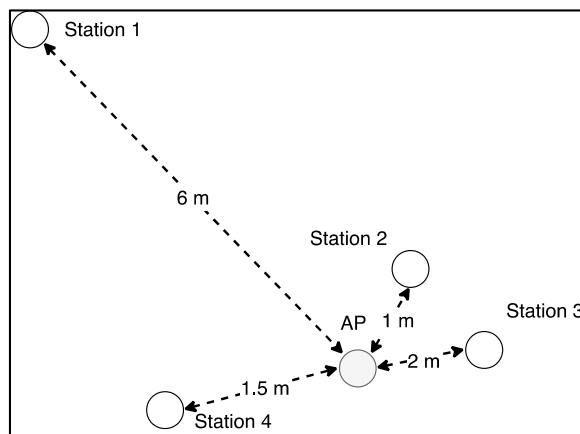 Station 1
6 m
Station 2
Station 3
AP
1 m
2 m
1.5 m
Station 4